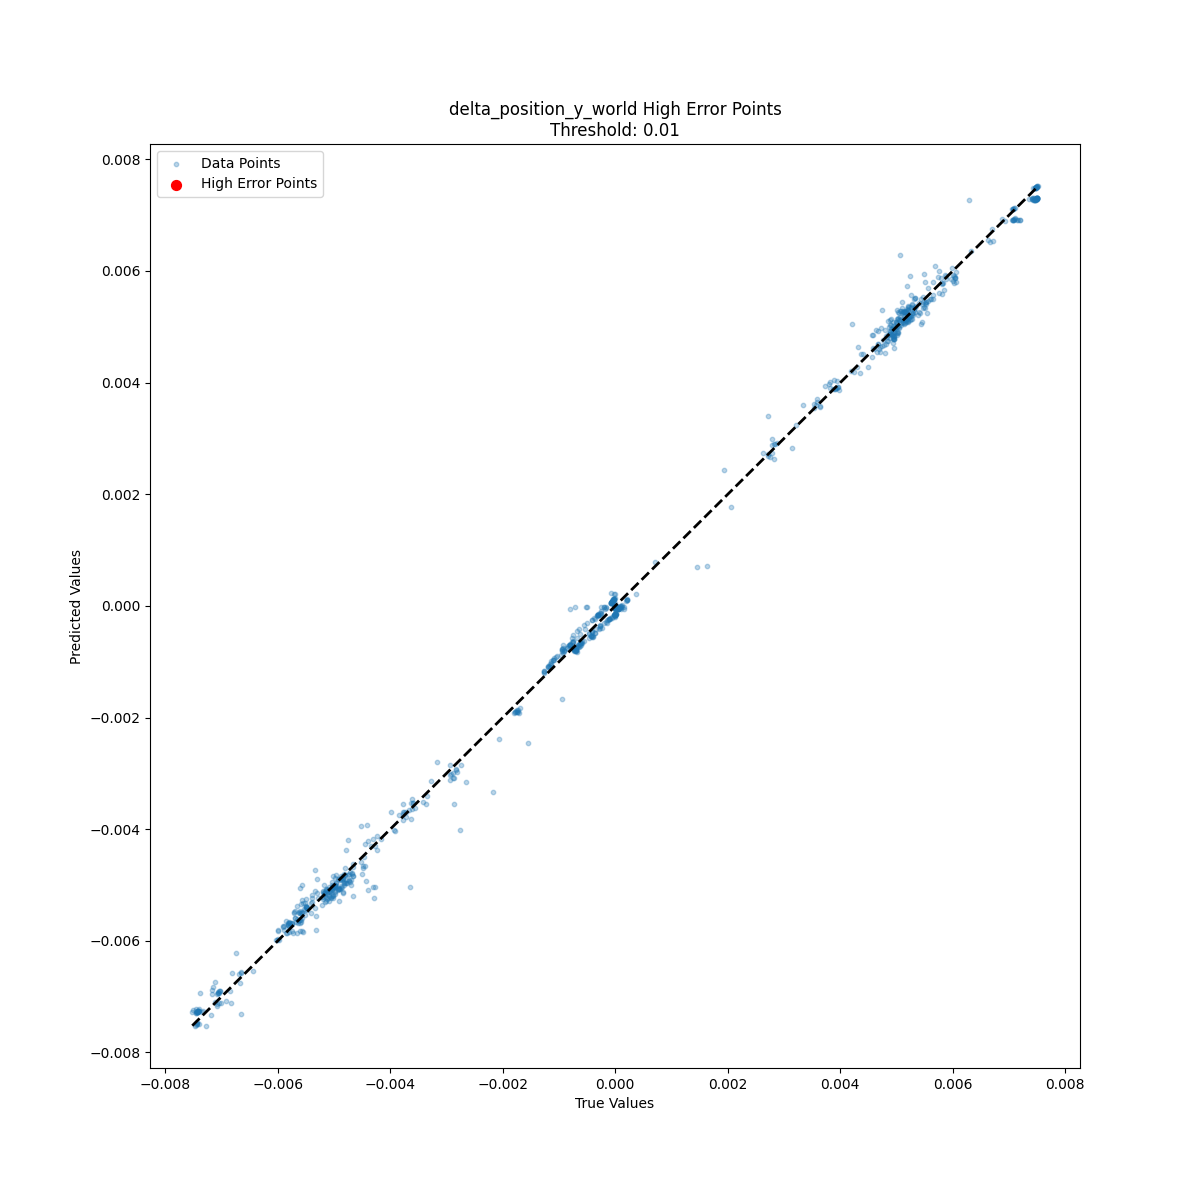 delta_position_y_world High Error Points
Threshold: 0.01
Data Points
High Error Points
0.008
0.006
0.004
0.002
0.000
−0.002
−0.004
−0.006
−0.008
Predicted Values
−0.008 −0.006 −0.004 −0.002 0.000 0.002 0.004 0.006 0.008
True Values